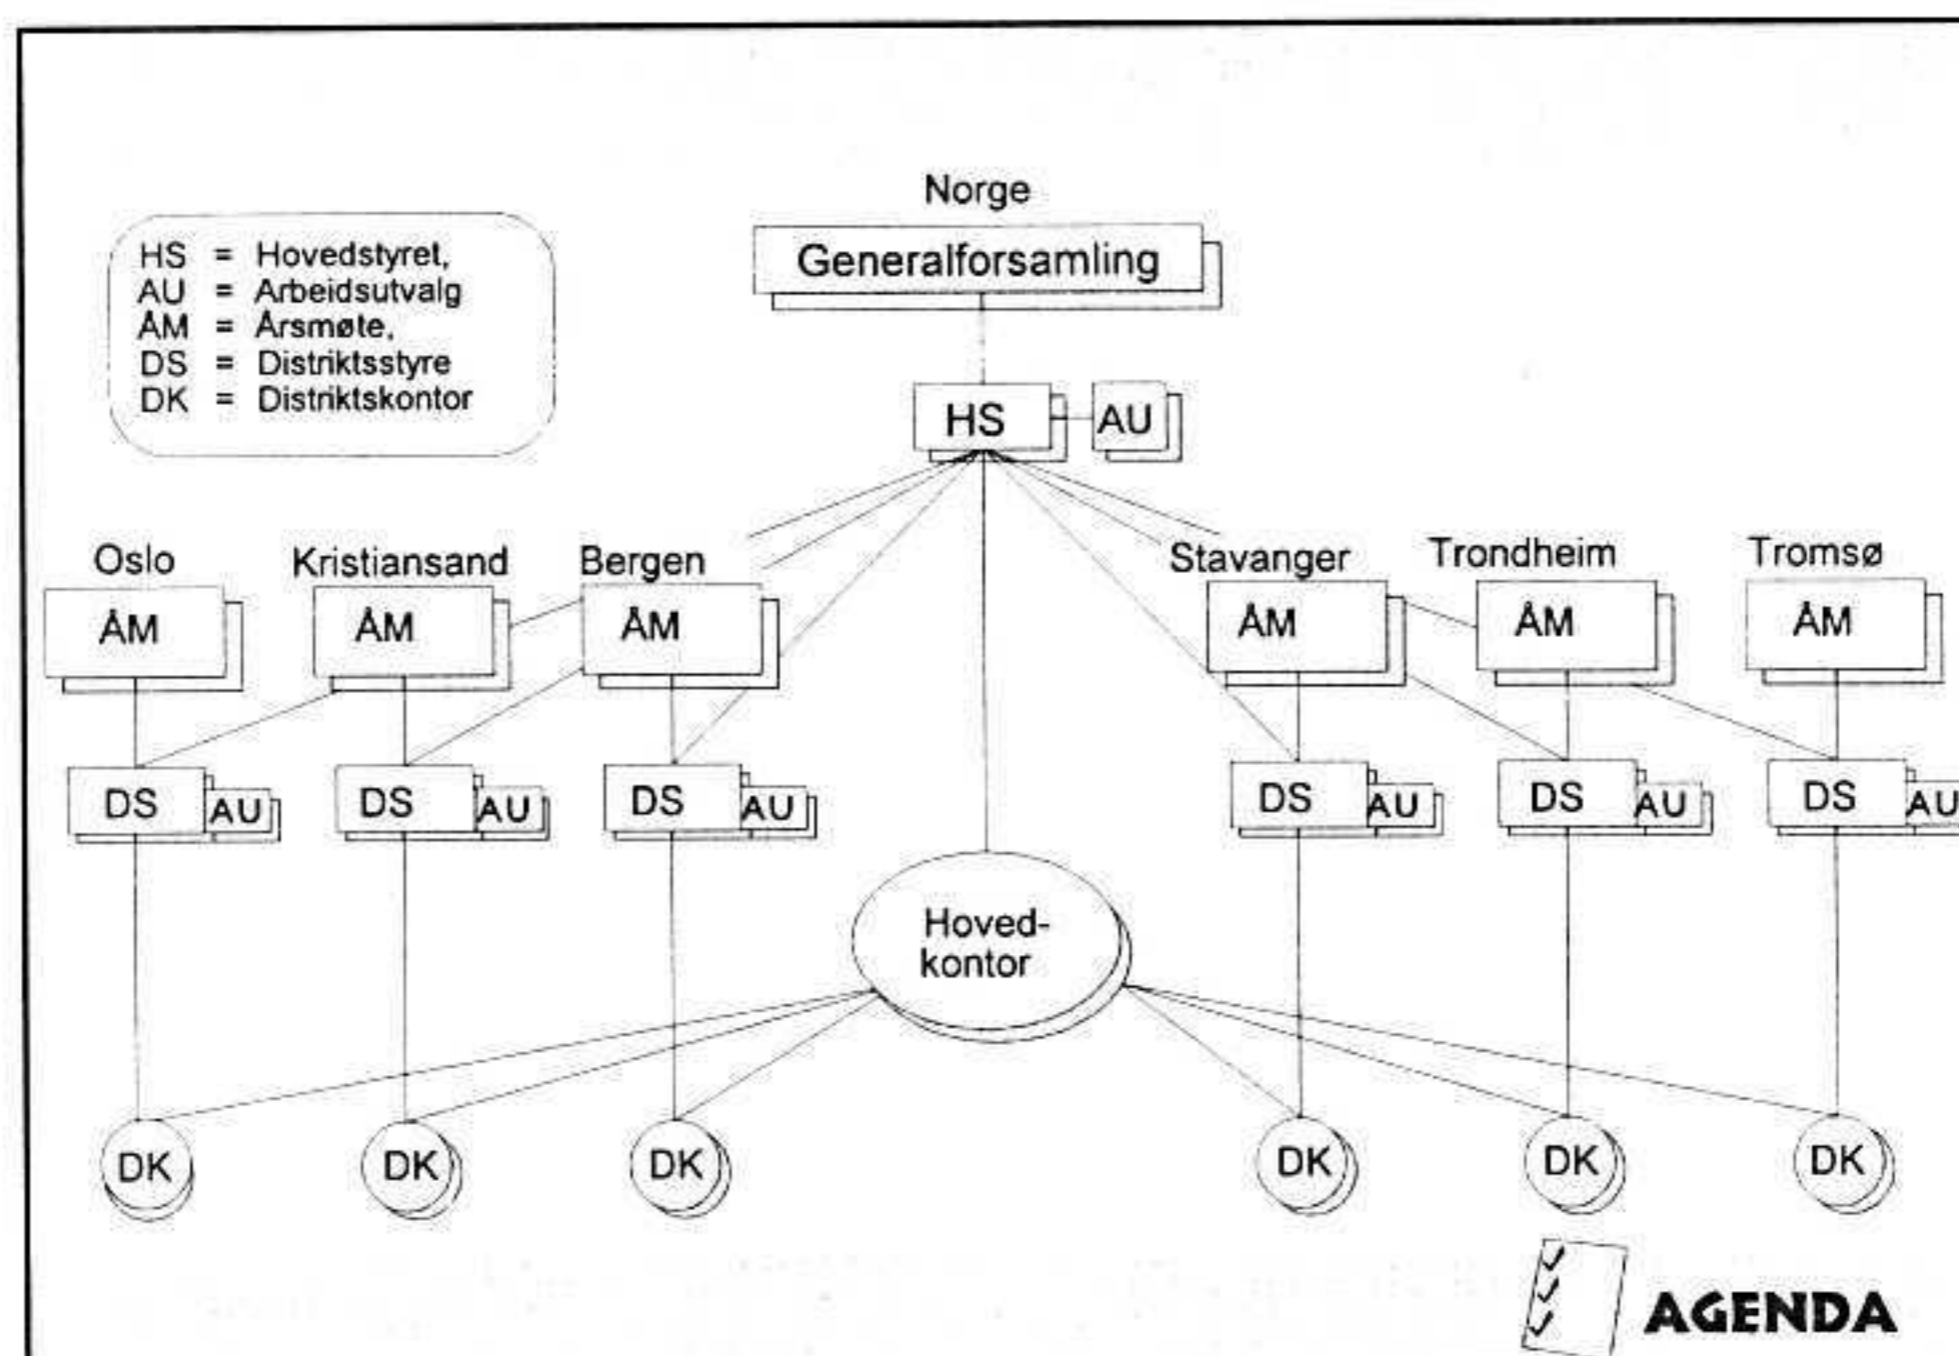 Norge
Generalforsamling
HS = Hovedstyret,
AU = Arbeidsutvalg
ÅM = Årsmøte,
DS = Distriktsstyre
DK = Distriktskontor
HS AU
Oslo Kristiansand Bergen Stavanger Trondheim Tromsø
ÅM ÅM ÅM ÅM ÅM ÅM
DS AU DS AU DS AU DS AU DS AU DS AU
Hoved-
kontor
DK DK DK DK DK DK
AGENDA